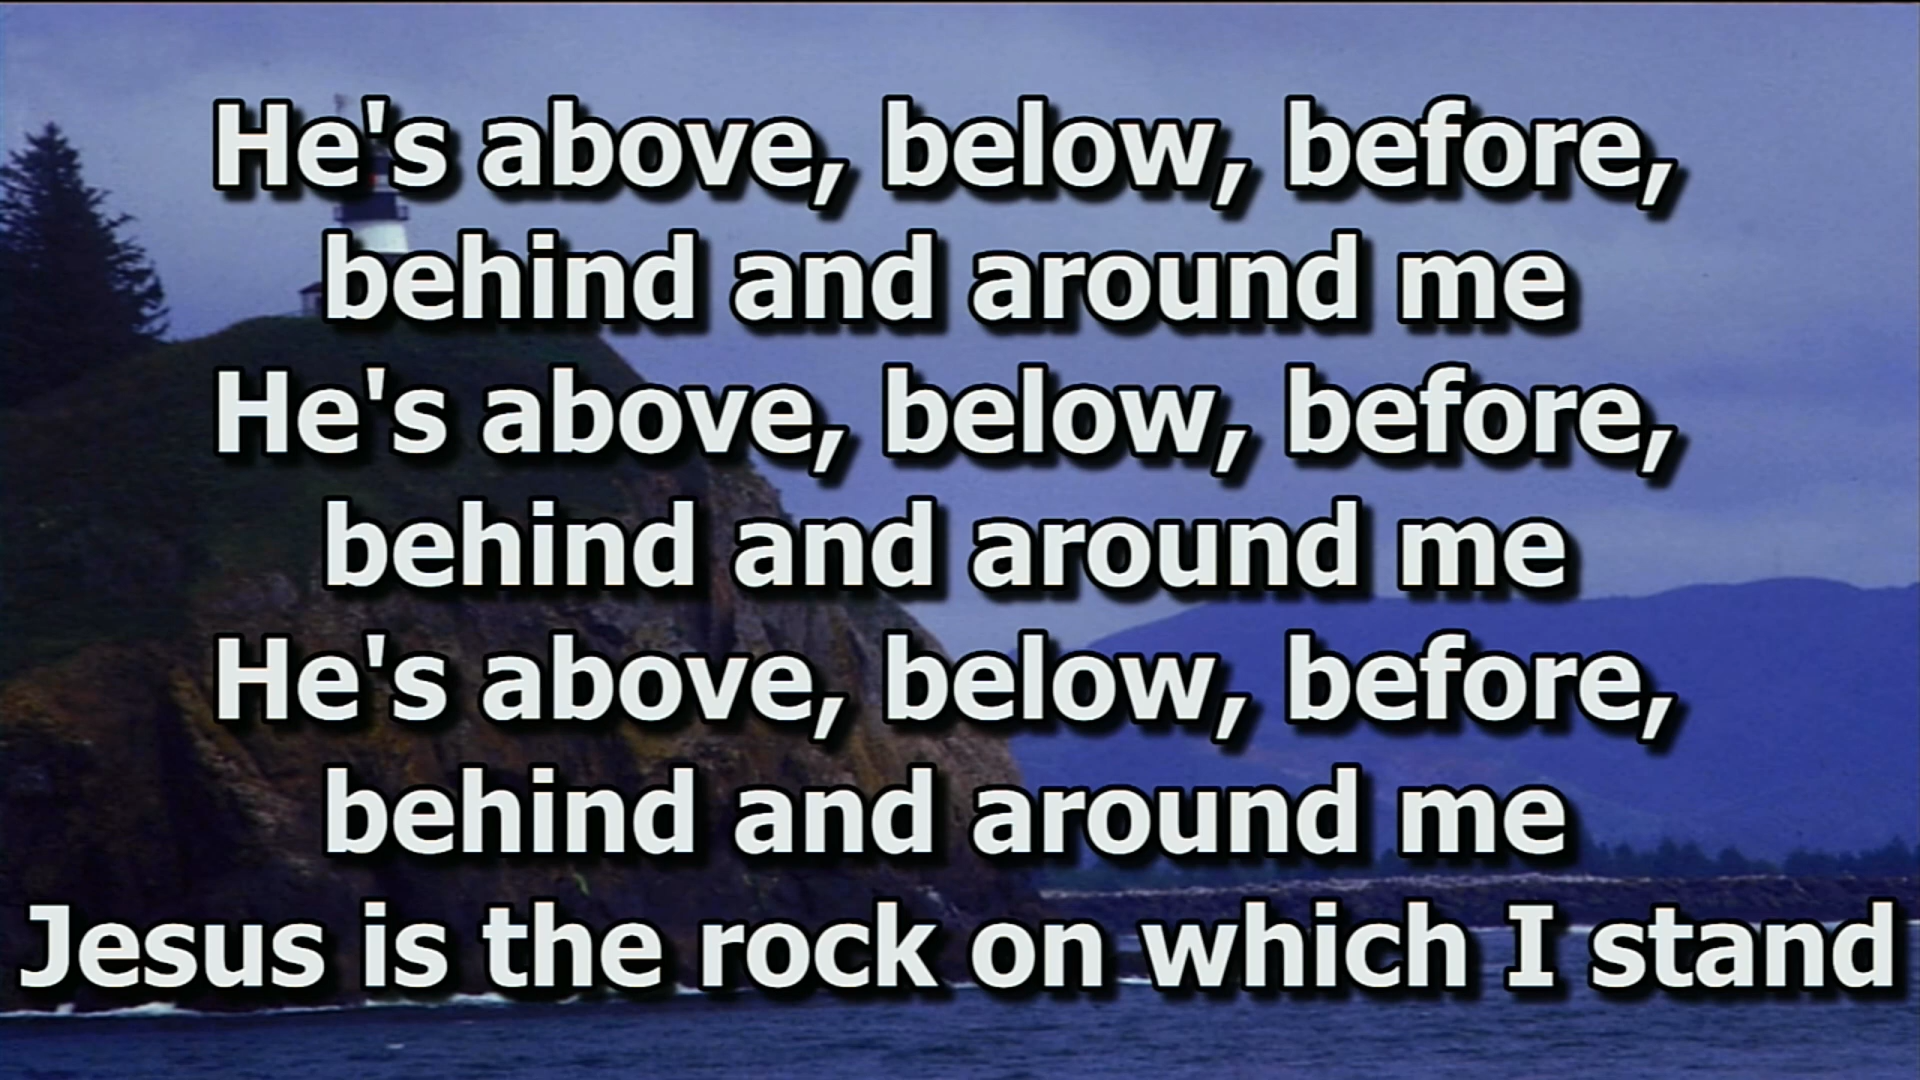 He's above, below, before,
behind and around me
He's above, below, before,
behind and around me
He's above, below, before,
behind and around me
Jesus is the rock on which I stand